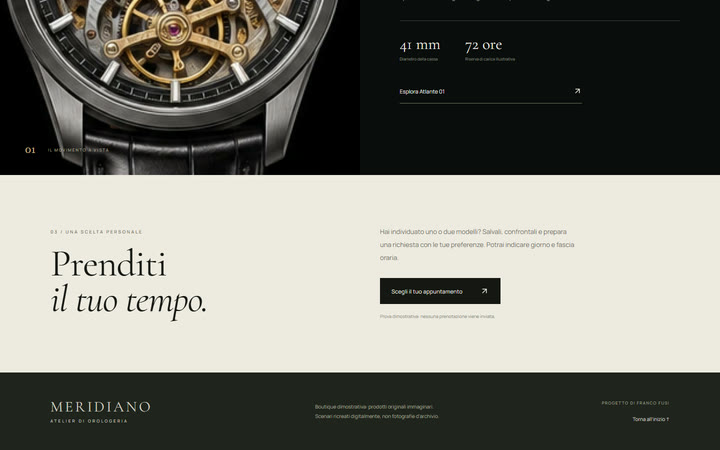 41 mm
72 ore
Diametro della cassa
Riserva di carica illustrativa
Esplora Atlante 01
01
IL MOVIMENTO A VISTA
03 / UNA SCELTA PERSONALE
Prenditi
il tuo tempo.
Hai individuato uno o due modelli? Salvali, confrontali e prepara
una richiesta con le tue preferenze. Potrai indicare giorno e fascia
oraria.
Scegli il tuo appuntamento
Prova dimostrativa: nessuna prenotazione viene inviata.
MERIDIANO
ATELIER DI OROLOGERIA
Boutique dimostrativa: prodotti originali immaginari.
Scenari ricreati digitalmente, non fotografie d'archivio.
PROGETTO DI FRANCO FUSI
Torna all'inizio ↑